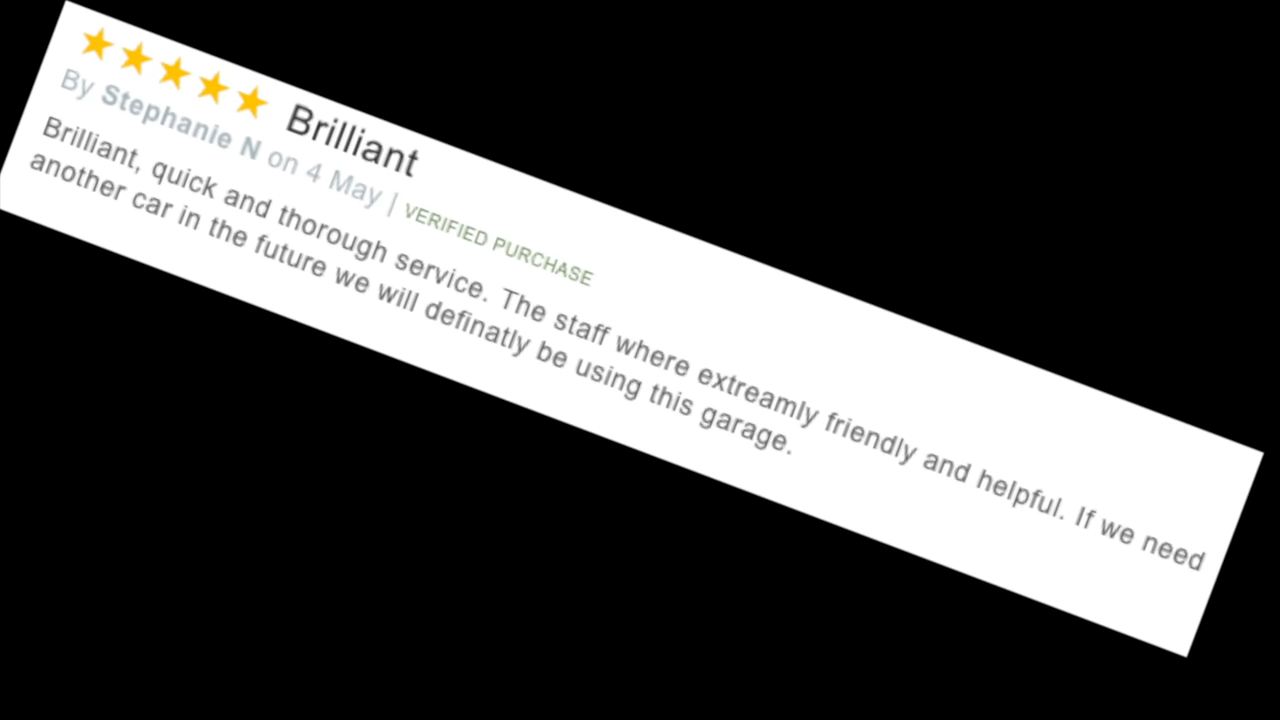 Brilliant
By Stephanie N on 4 May | VERIFIED PURCHASE
Brilliant, quick and thorough service. The staff where extreamly friendly and helpful. If we need
another car in the future we will definatly be using this garage.